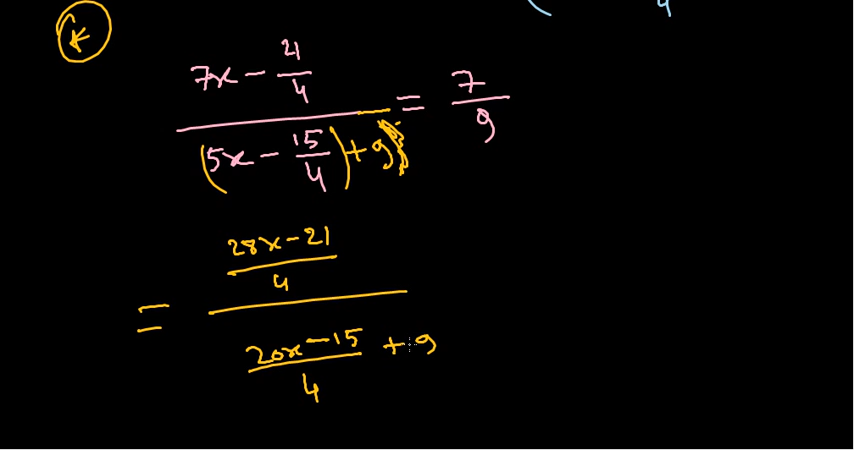 K
7x - 21/4 / (5x - 15/4) + 9 = 7/9
= 28x - 21 / 4 / 20x - 15 / 4 + 9